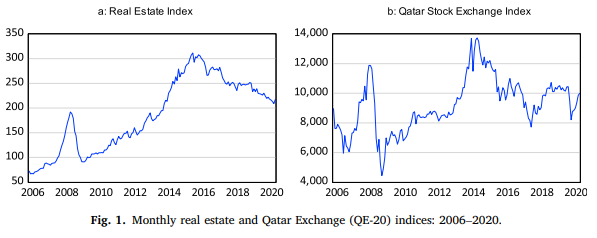 a: Real Estate Index
b: Qatar Stock Exchange Index
350
300
250
200
150
100
50
2006 2008 2010 2012 2014 2016 2018 2020
14,000
12,000
10,000
8,000
6,000
4,000
2006 2008 2010 2012 2014 2016 2018 2020
Fig. 1. Monthly real estate and Qatar Exchange (QE-20) indices: 2006–2020.